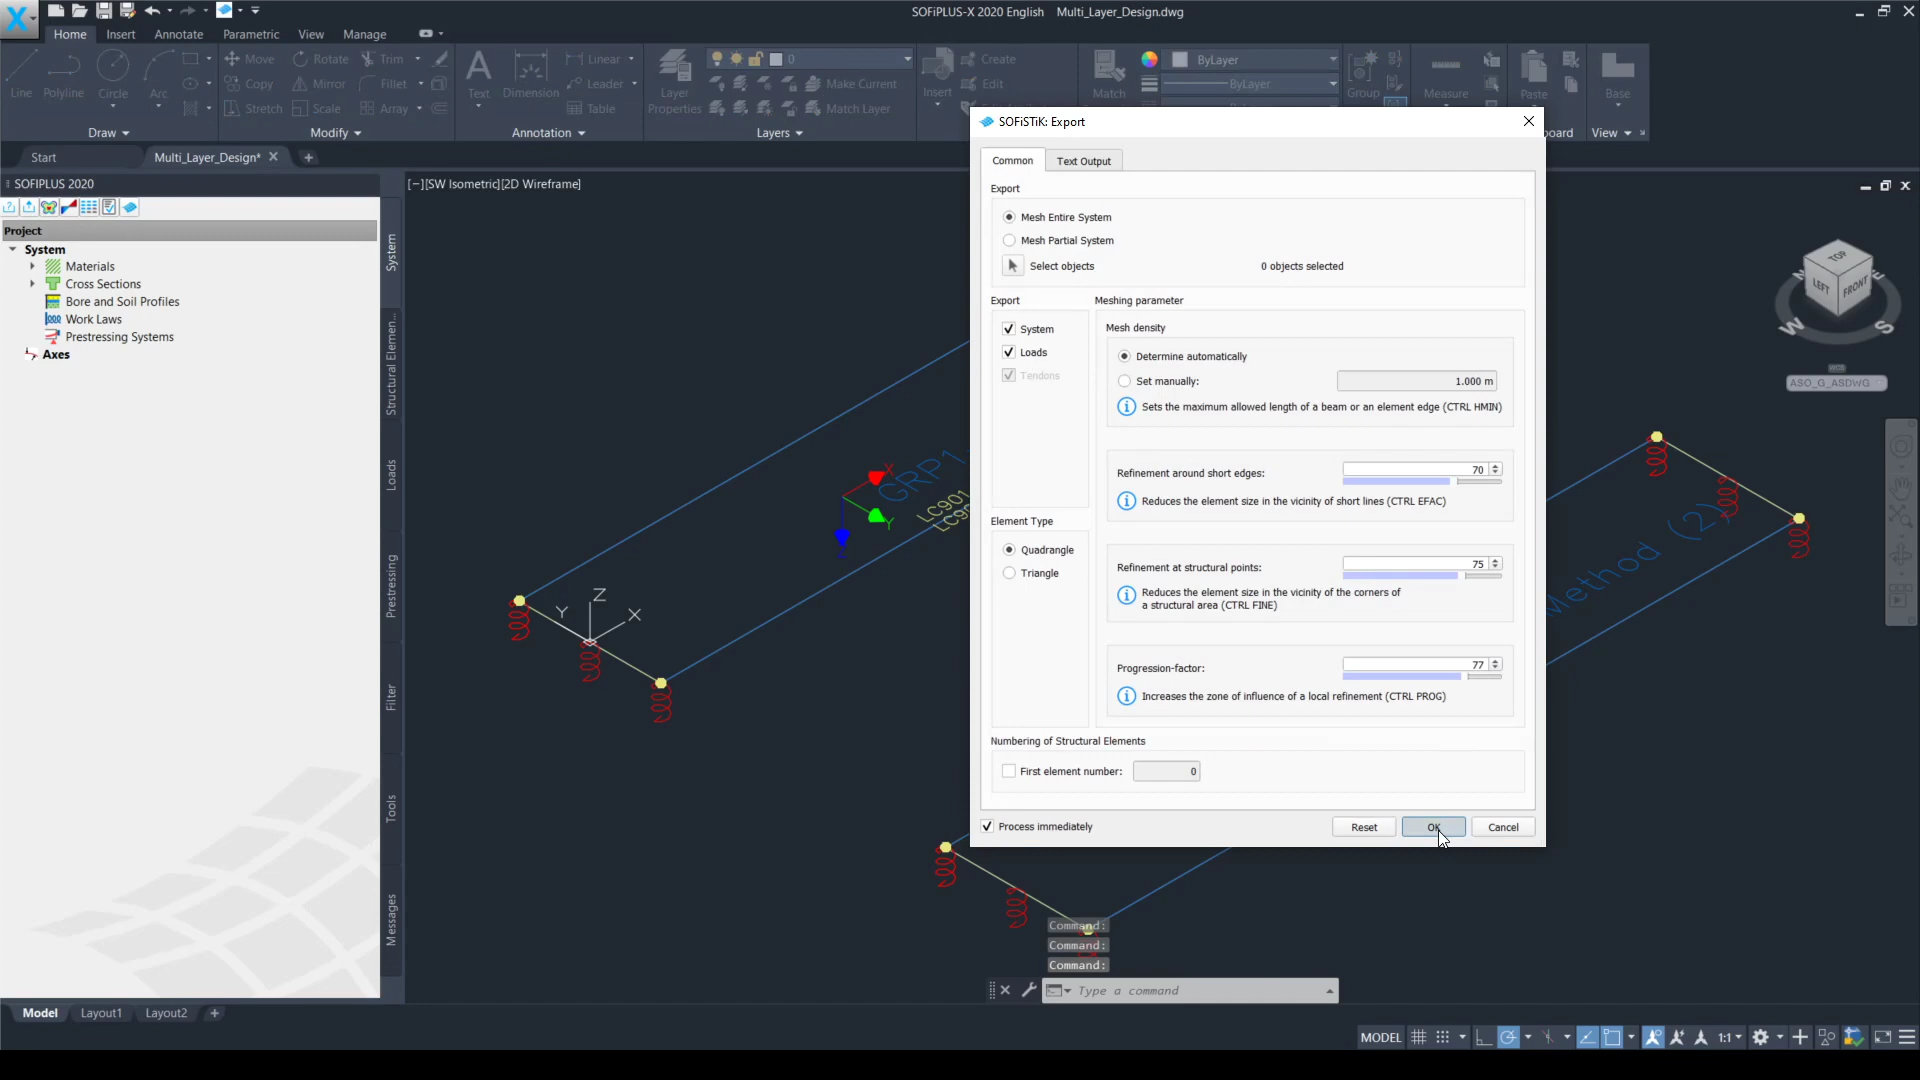 SOFiPLUS-X 2020 English Multi_Layer_Design.dwg
Home Insert Annotate Parametric View Manage
Line Polyline Circle Arc
Move Rotate Trim
Copy Mirror Fillet
Stretch Scale Array
Text Dimension
Linear
Leader
Table
Layer
Properties
0
Make Current
Match Layer
Insert
Create
Edit
Match
ByLayer
ByLayer
Group
Measure
Paste
Base
Draw Modify Annotation Layers
View
Start Multi_Layer_Design*
SOFIPLUS 2020
Project
System
Materials
Cross Sections
Bore and Soil Profiles
Work Laws
Prestressing Systems
Axes
System
Structural Elemen...
Loads
Prestressing
Filter
Tools
Messages
[−][SW Isometric][2D Wireframe]
GRP1
LC901
X
Y
Z
Y
X
Method (2)
TOP
LEFT
FRONT
N
E
W
S
WCS
ASO_G_ASDWG
SOFiSTiK: Export
Common Text Output
Export
Mesh Entire System
Mesh Partial System
Select objects 0 objects selected
Export
System
Loads
Tendons
Element Type
Quadrangle
Triangle
Meshing parameter
Mesh density
Determine automatically
Set manually: 1.000 m
Sets the maximum allowed length of a beam or an element edge (CTRL HMIN)
Refinement around short edges: 70
Reduces the element size in the vicinity of short lines (CTRL EFAC)
Refinement at structural points: 75
Reduces the element size in the vicinity of the corners of
a structural area (CTRL FINE)
Progression-factor: 77
Increases the zone of influence of a local refinement (CTRL PROG)
Numbering of Structural Elements
First element number: 0
Process immediately
Reset OK Cancel
Command:
Command:
Command:
Type a command
Model Layout1 Layout2
MODEL 1:1